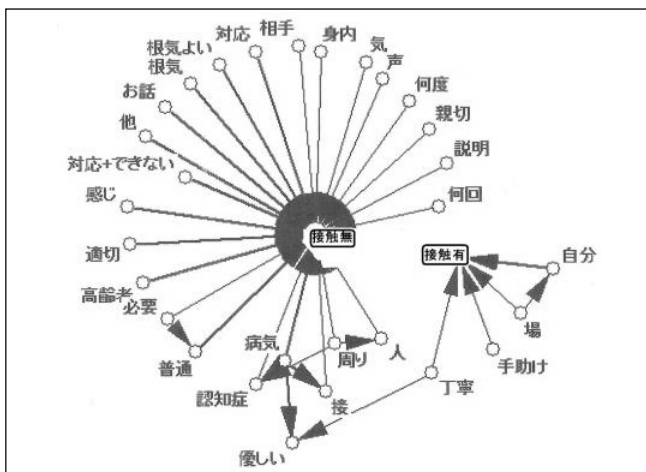 相手
対応
身内
根気よい
気
根気
声
お話
何度
他
親切
対応+できない
説明
感じ
何回
接触無
適切
接触有
自分
高齢者
必要
場
病気
周り
人
普通
手助け
認知症
接
丁寧
優しい